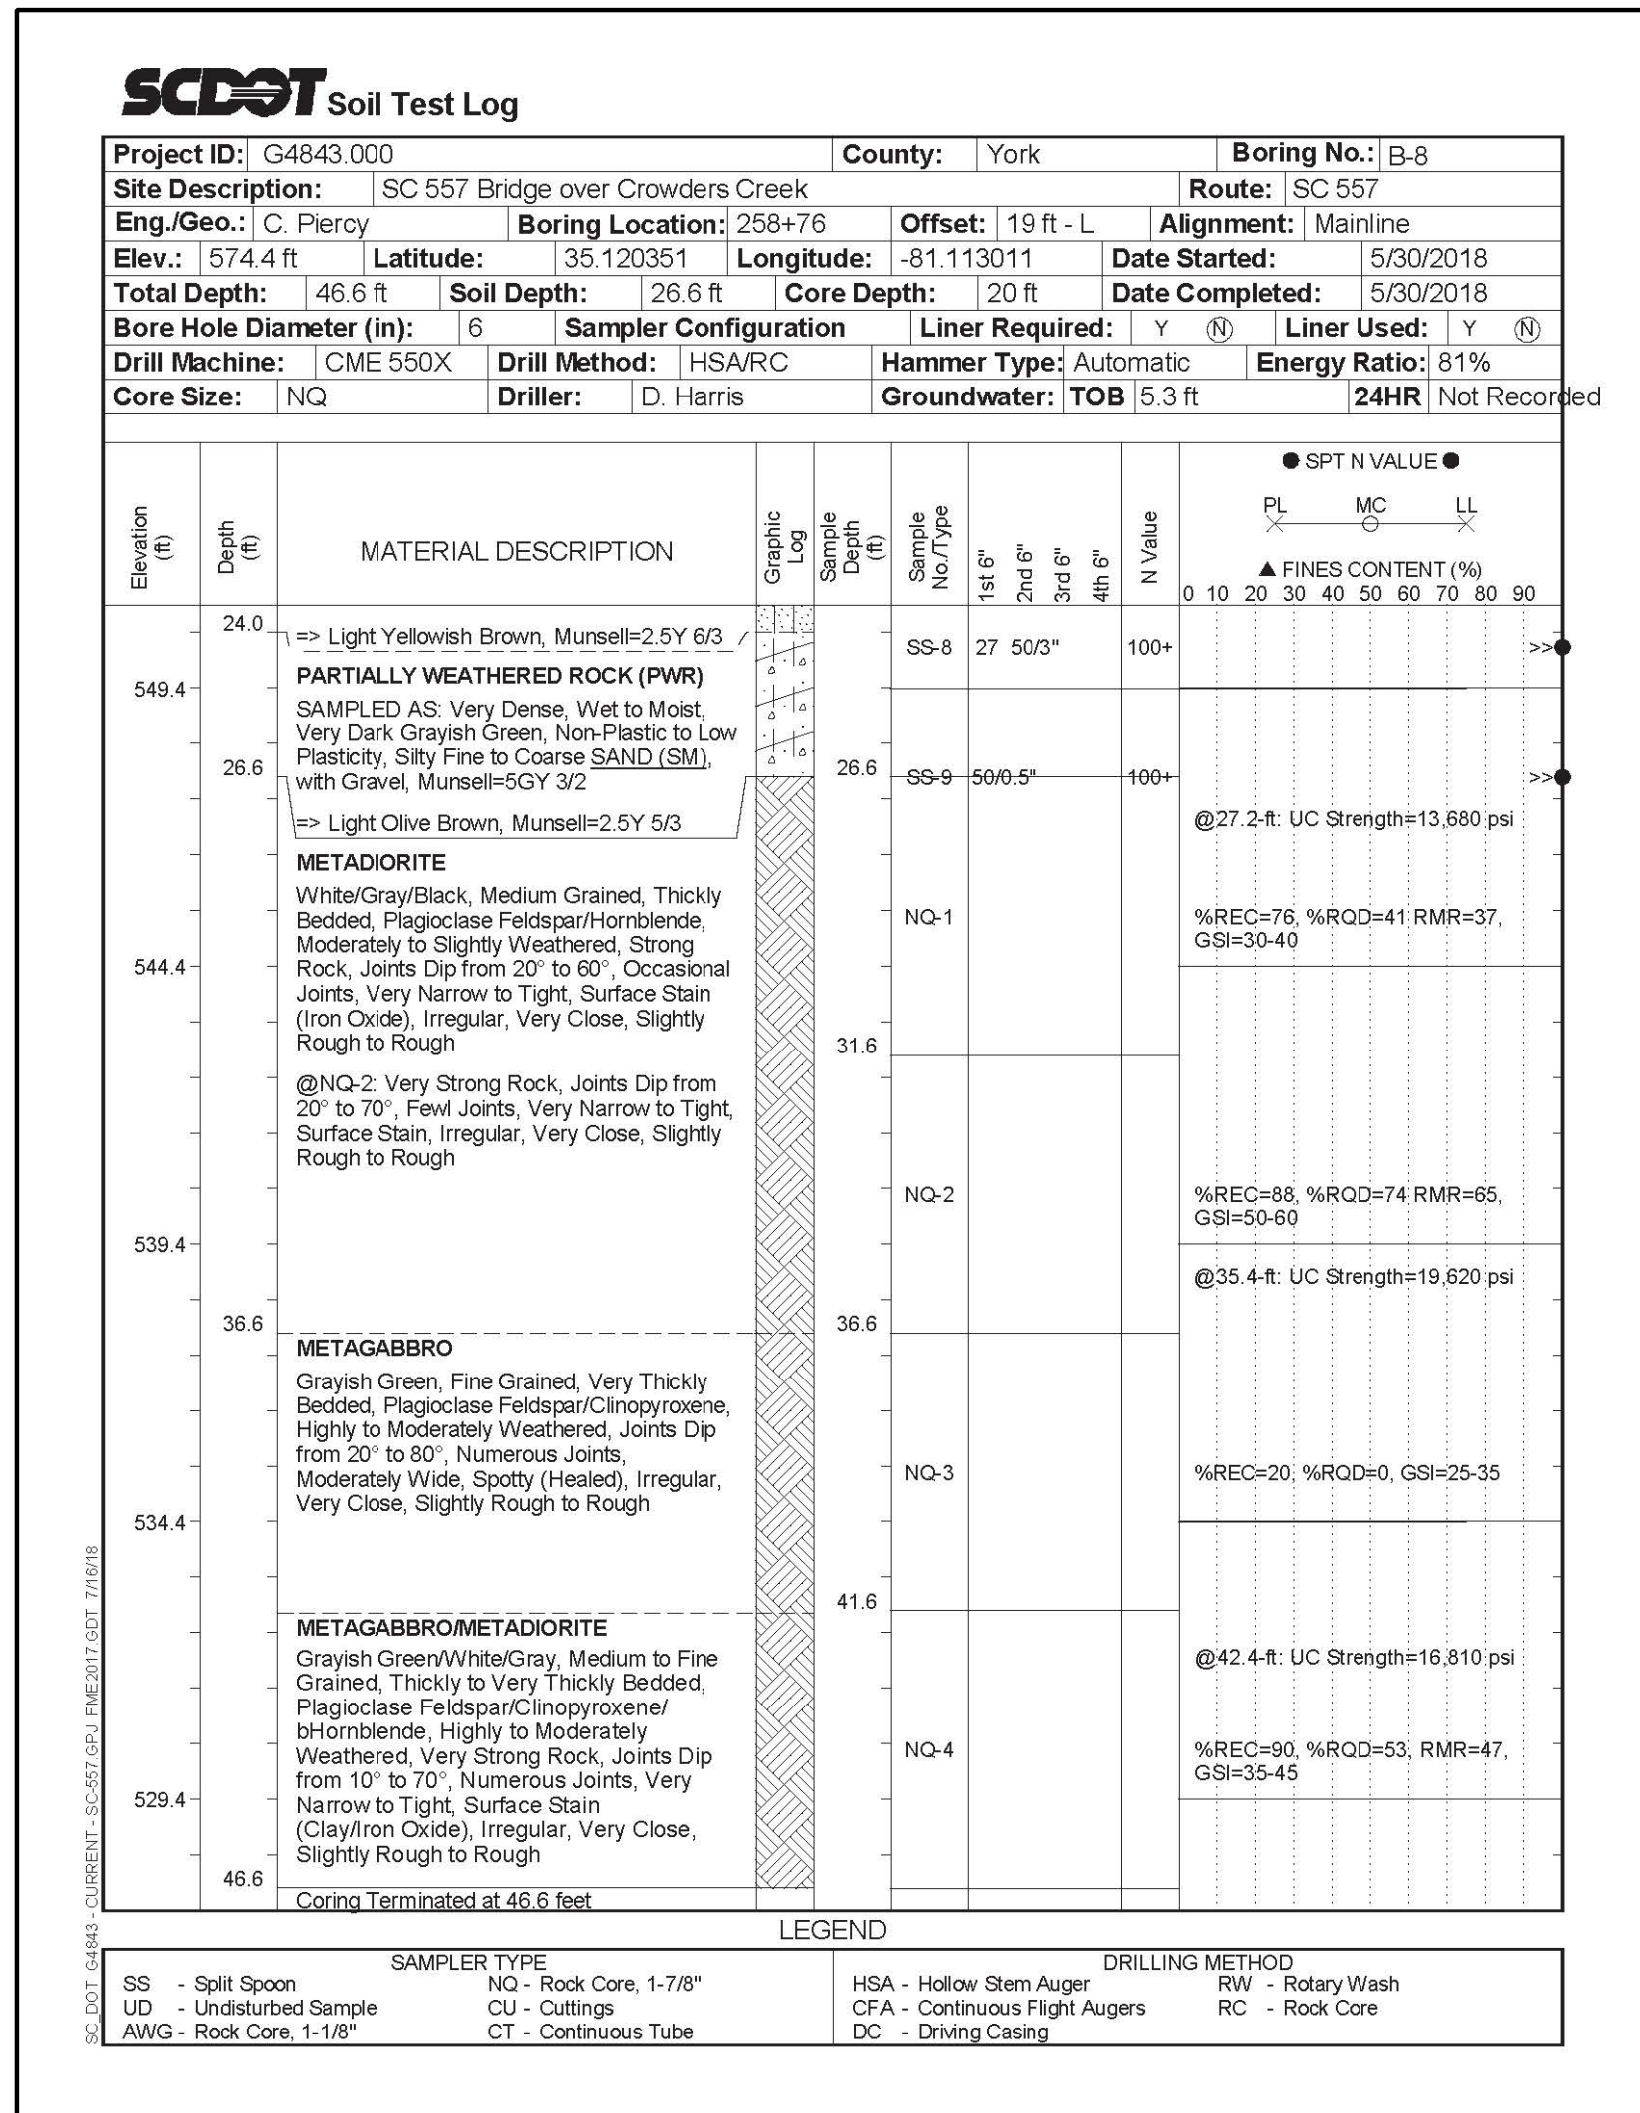 SCDOT Soil Test Log
Project ID: G4843.000 County: York Boring No.: B-8
Site Description: SC 557 Bridge over Crowders Creek Route: SC 557
Eng./Geo.: C. Piercy Boring Location: 258+76 Offset: 19 ft - L Alignment: Mainline
Elev.: 574.4 ft Latitude: 35.120351 Longitude: -81.113011 Date Started: 5/30/2018
Total Depth: 46.6 ft Soil Depth: 26.6 ft Core Depth: 20 ft Date Completed: 5/30/2018
Bore Hole Diameter (in): 6 Sampler Configuration Liner Required: Y N Liner Used: Y N
Drill Machine: CME 550X Drill Method: HSA/RC Hammer Type: Automatic Energy Ratio: 81%
Core Size: NQ Driller: D. Harris Groundwater: TOB 5.3 ft 24HR Not Recorded
Elevation (ft)
Depth (ft)
MATERIAL DESCRIPTION
Graphic Log
Sample Depth (ft)
Sample No./Type
1st 6"
2nd 6"
3rd 6"
4th 6"
N Value
● SPT N VALUE ●
PL MC LL
▲ FINES CONTENT (%)
0 10 20 30 40 50 60 70 80 90
24.0
=> Light Yellowish Brown, Munsell=2.5Y 6/3
SS-8 27 50/3" 100+ >>
PARTIALLY WEATHERED ROCK (PWR)
549.4
SAMPLED AS: Very Dense, Wet to Moist,
Very Dark Grayish Green, Non-Plastic to Low
Plasticity, Silty Fine to Coarse SAND (SM),
with Gravel, Munsell=5GY 3/2
26.6
26.6 SS-9 50/0.5" 100+ >>
=> Light Olive Brown, Munsell=2.5Y 5/3
@27.2-ft: UC Strength=13,680 psi
METADIORITE
White/Gray/Black, Medium Grained, Thickly
Bedded, Plagioclase Feldspar/Hornblende,
Moderately to Slightly Weathered, Strong
Rock, Joints Dip from 20° to 60°, Occasional
Joints, Very Narrow to Tight, Surface Stain
(Iron Oxide), Irregular, Very Close, Slightly
Rough to Rough
NQ-1
%REC=76, %RQD=41 RMR=37,
GSI=30-40
544.4
31.6
@NQ-2: Very Strong Rock, Joints Dip from
20° to 70°, Fewl Joints, Very Narrow to Tight,
Surface Stain, Irregular, Very Close, Slightly
Rough to Rough
NQ-2
%REC=88, %RQD=74 RMR=65,
GSI=50-60
539.4
@35.4-ft: UC Strength=19,620 psi
36.6
36.6
METAGABBRO
Grayish Green, Fine Grained, Very Thickly
Bedded, Plagioclase Feldspar/Clinopyroxene,
Highly to Moderately Weathered, Joints Dip
from 20° to 80°, Numerous Joints,
Moderately Wide, Spotty (Healed), Irregular,
Very Close, Slightly Rough to Rough
NQ-3
%REC=20, %RQD=0, GSI=25-35
534.4
41.6
METAGABBRO/METADIORITE
Grayish Green/White/Gray, Medium to Fine
Grained, Thickly to Very Thickly Bedded,
Plagioclase Feldspar/Clinopyroxene/
bHornblende, Highly to Moderately
Weathered, Very Strong Rock, Joints Dip
from 10° to 70°, Numerous Joints, Very
Narrow to Tight, Surface Stain
(Clay/Iron Oxide), Irregular, Very Close,
Slightly Rough to Rough
@42.4-ft: UC Strength=16,810 psi
NQ-4
%REC=90, %RQD=53, RMR=47,
GSI=35-45
529.4
46.6
Coring Terminated at 46.6 feet
LEGEND
SAMPLER TYPE
SS - Split Spoon NQ - Rock Core, 1-7/8"
UD - Undisturbed Sample CU - Cuttings
AWG - Rock Core, 1-1/8" CT - Continuous Tube
DRILLING METHOD
HSA - Hollow Stem Auger RW - Rotary Wash
CFA - Continuous Flight Augers RC - Rock Core
DC - Driving Casing
SC_DOT G4843 - CURRENT - SC-557.GPJ FME2017.GDT 7/16/18